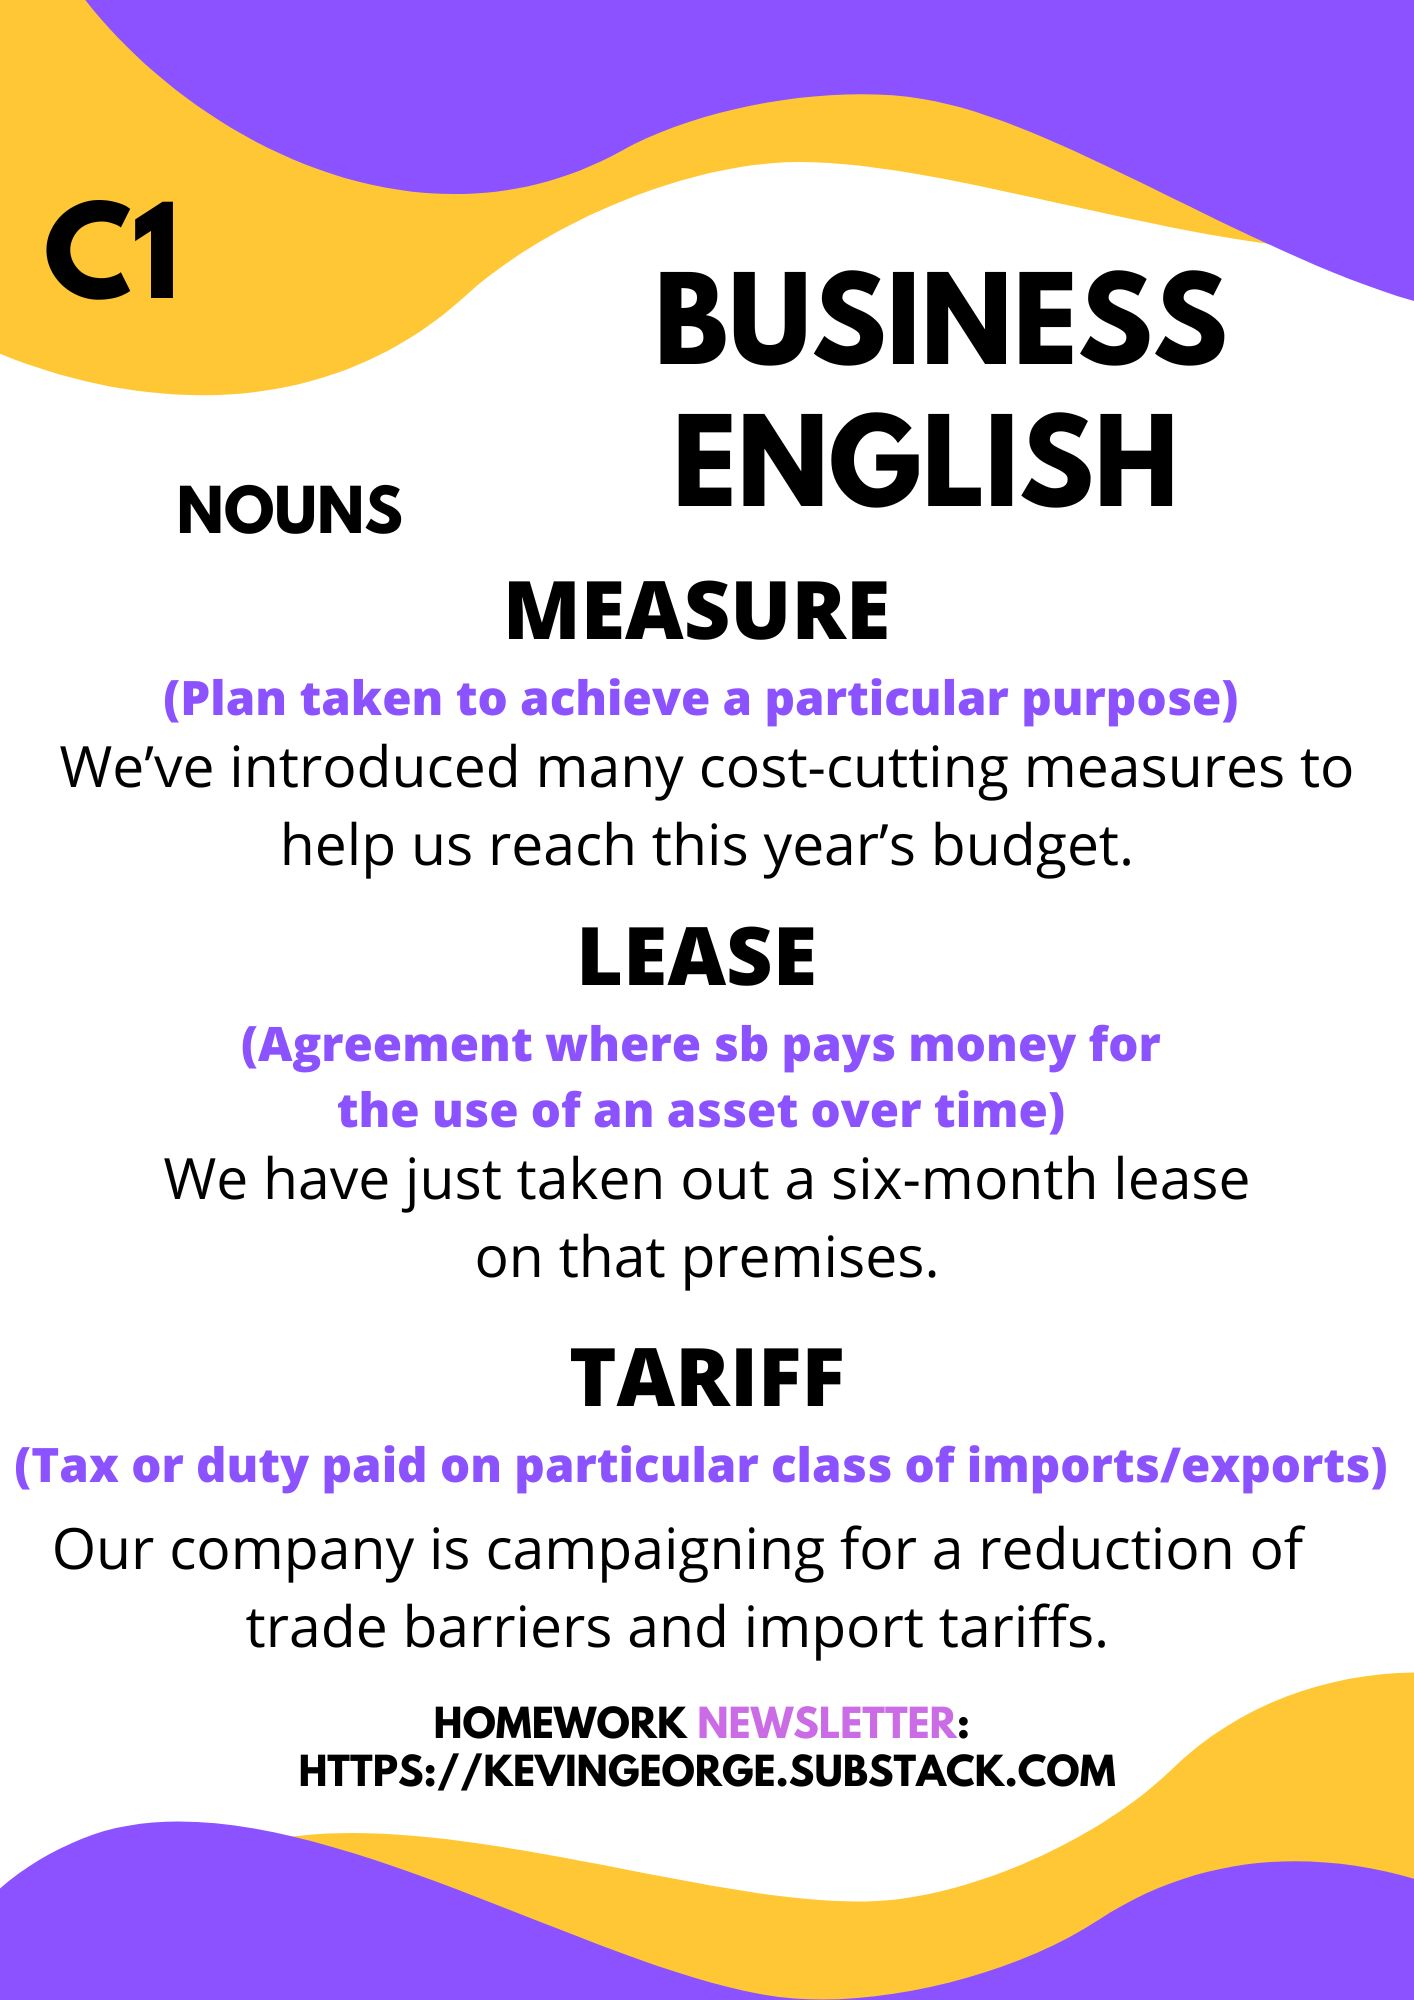 C1
BUSINESS
ENGLISH
NOUNS
MEASURE
(Plan taken to achieve a particular purpose)
We’ve introduced many cost-cutting measures to
help us reach this year’s budget.
LEASE
(Agreement where sb pays money for
the use of an asset over time)
We have just taken out a six-month lease
on that premises.
TARIFF
(Tax or duty paid on particular class of imports/exports)
Our company is campaigning for a reduction of
trade barriers and import tariffs.
HOMEWORK NEWSLETTER:
HTTPS://KEVINGEORGE.SUBSTACK.COM